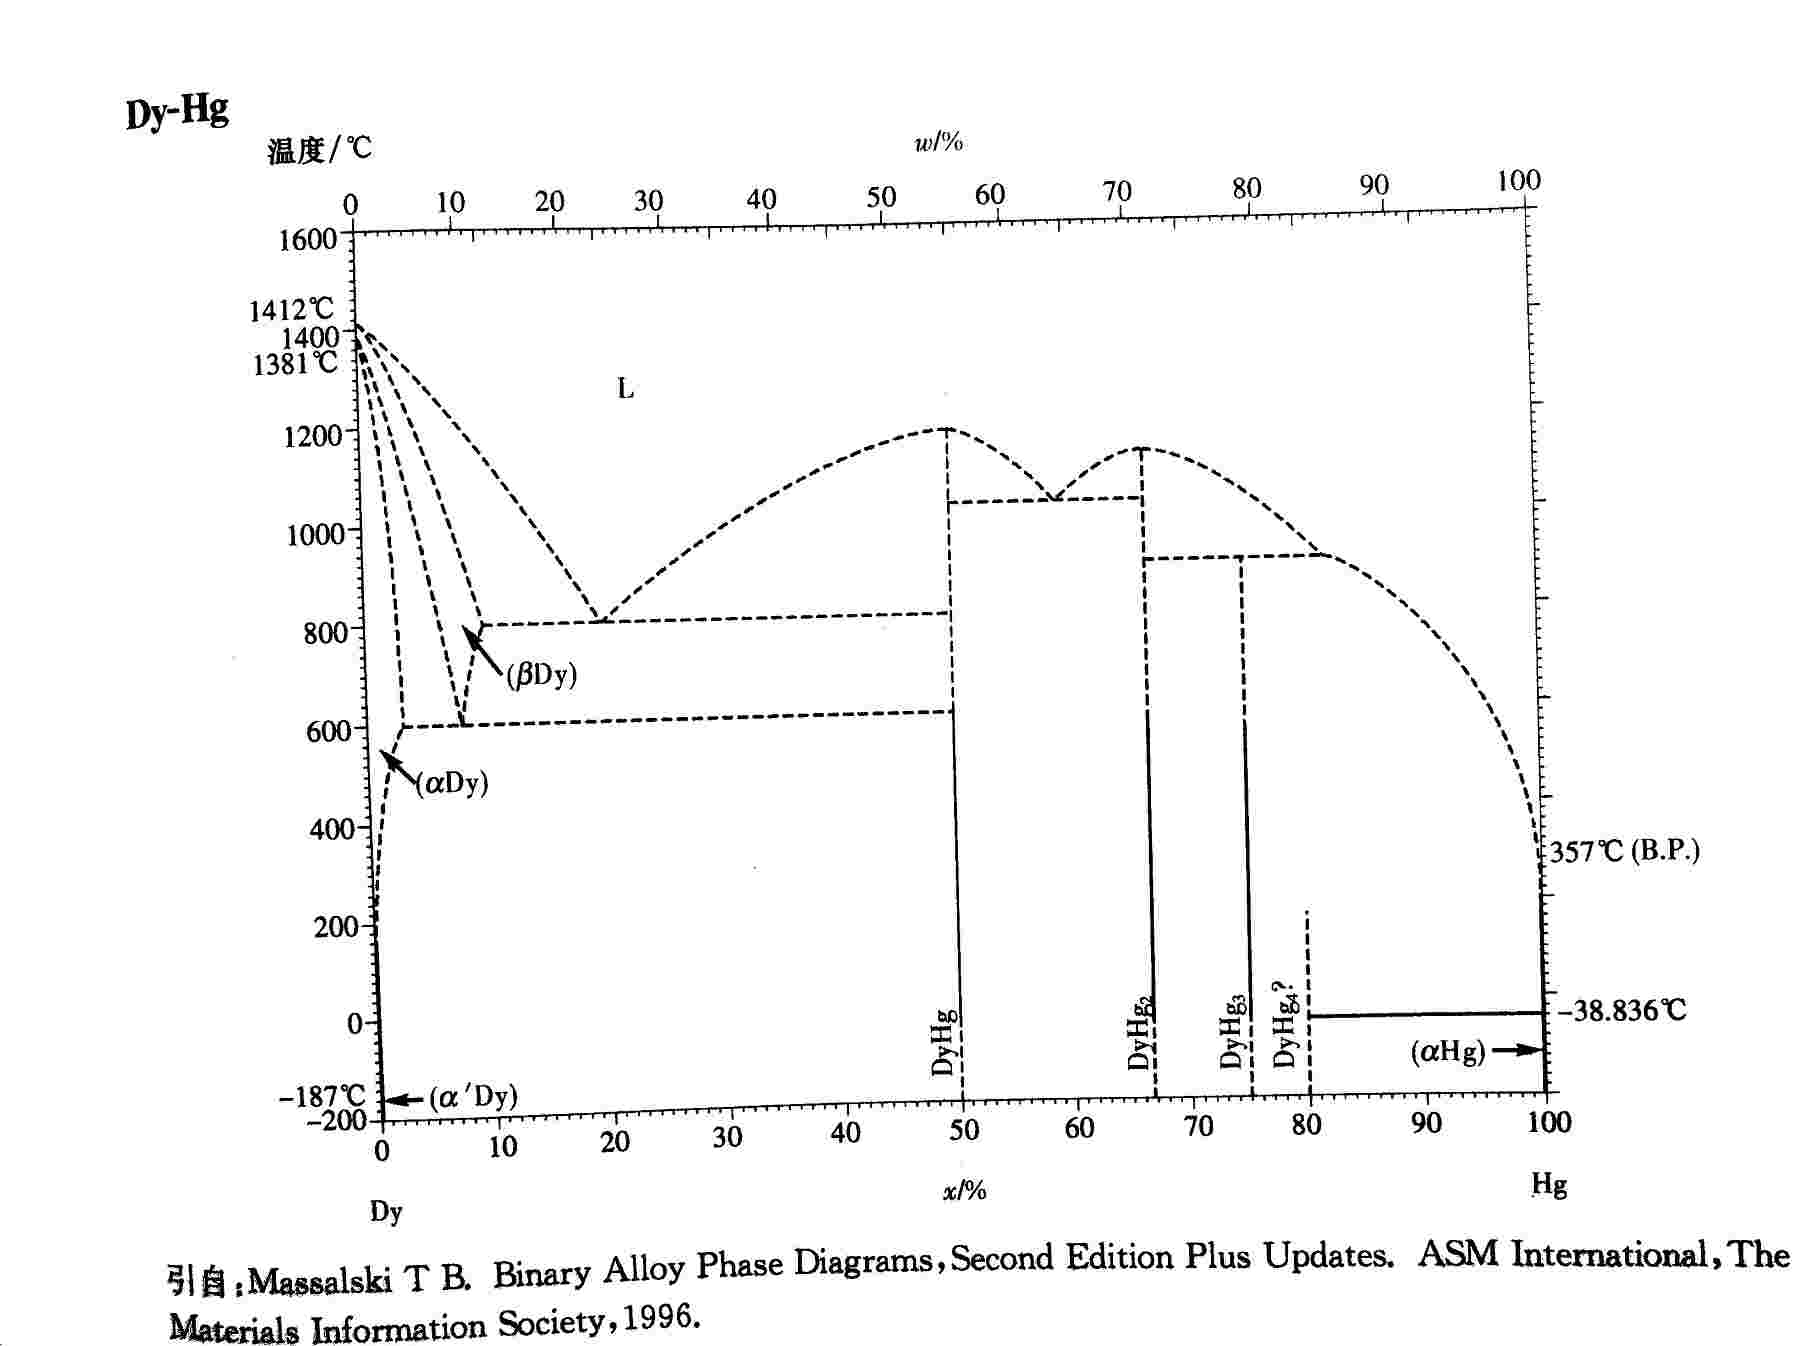 Dy-Hg
温度/℃
w/%
0 10 20 30 40 50 60 70 80 90 100
1600
1412℃
1400
1381℃
L
1200
1000
800
(βDy)
600
(αDy)
400
357℃ (B.P.)
200
DyHg
DyHg₂
DyHg₃
DyHg₄?
0
-38.836℃
(αHg)
-187℃
(α′Dy)
-200
0 10 20 30 40 50 60 70 80 90 100
x/%
Dy
Hg
引自:Massalski T B. Binary Alloy Phase Diagrams, Second Edition Plus Updates. ASM International, The
Materials Information Society, 1996.